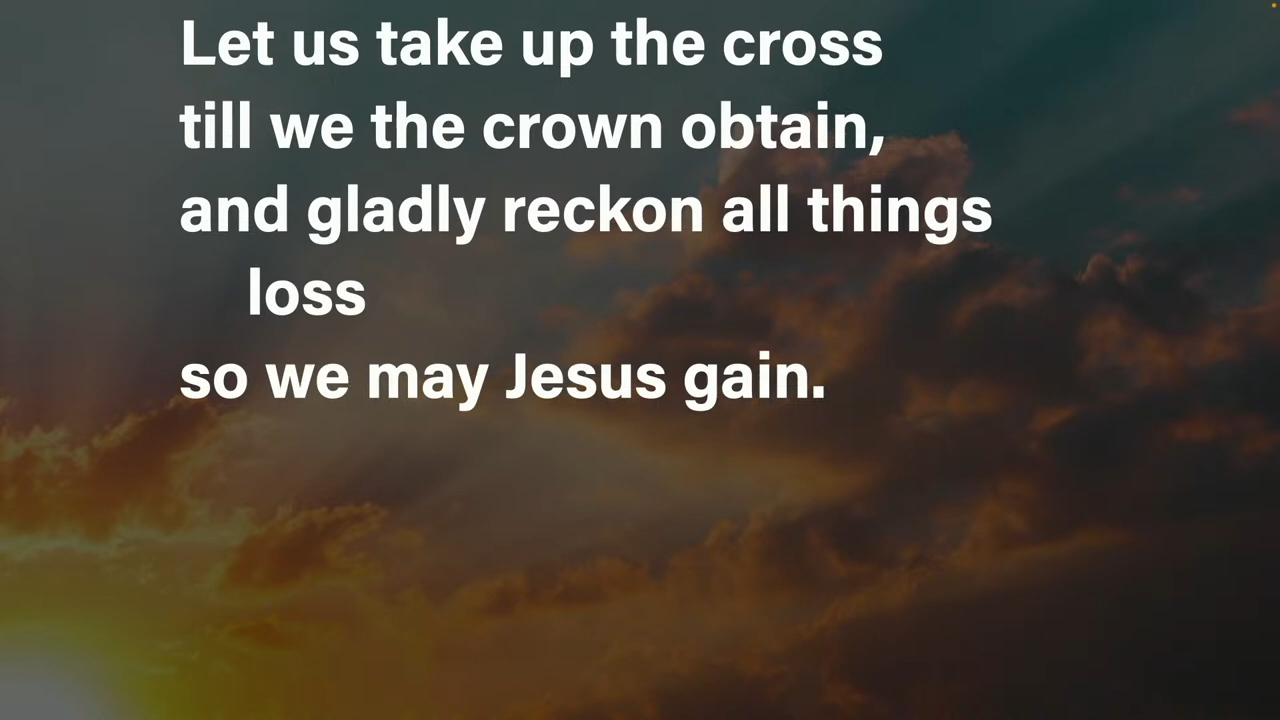 Let us take up the cross
till we the crown obtain,
and gladly reckon all things
loss
so we may Jesus gain.